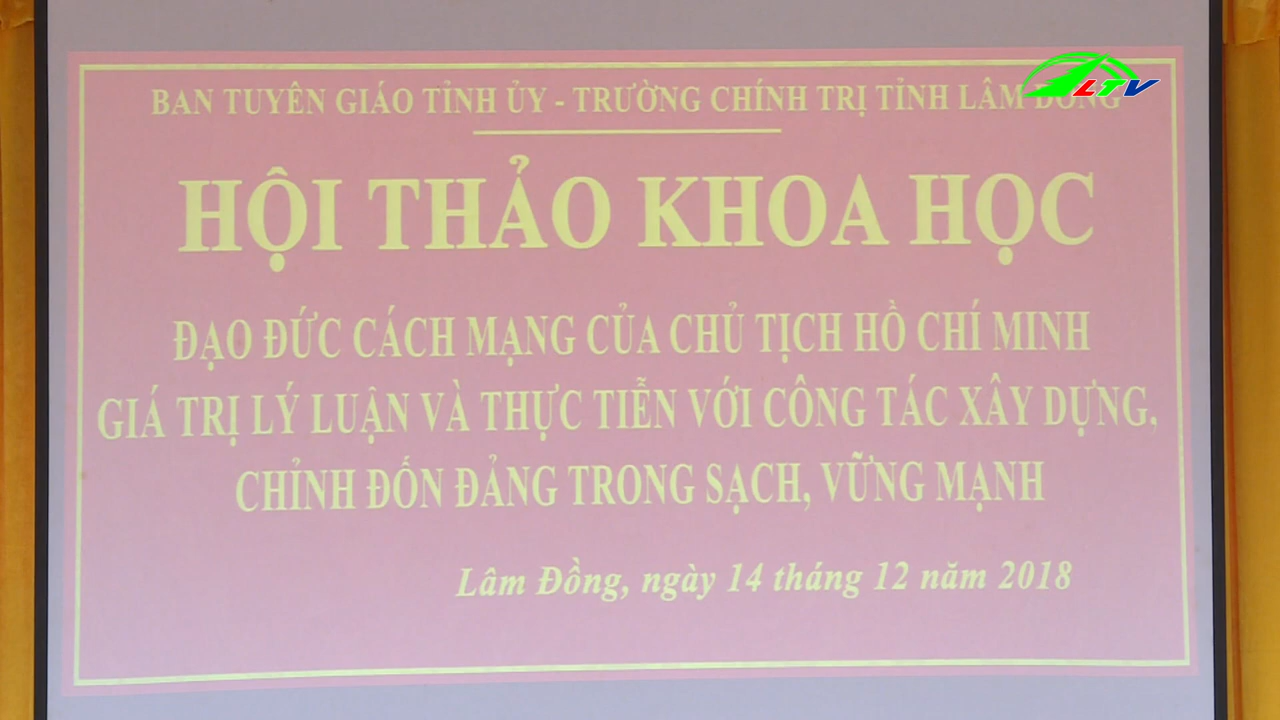 BAN TUYÊN GIÁO TỈNH ỦY - TRƯỜNG CHÍNH TRỊ TỈNH LÂM ĐỒNG
LTV
HỘI THẢO KHOA HỌC
ĐẠO ĐỨC CÁCH MẠNG CỦA CHỦ TỊCH HỒ CHÍ MINH
GIÁ TRỊ LÝ LUẬN VÀ THỰC TIỄN VỚI CÔNG TÁC XÂY DỰNG,
CHỈNH ĐỐN ĐẢNG TRONG SẠCH, VỮNG MẠNH
Lâm Đồng, ngày 14 tháng 12 năm 2018